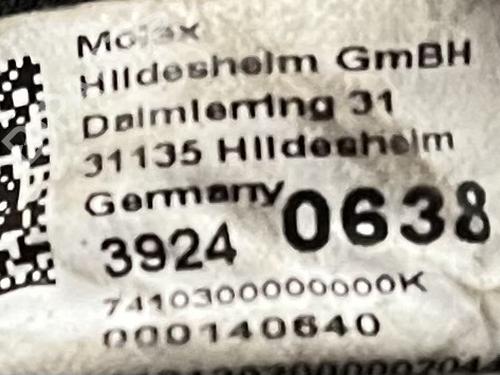 Molex
Hildesheim GmBH
Daimlerring 31
31135 Hildesheim
Germany
3924 0638
7410300000000K
000140640